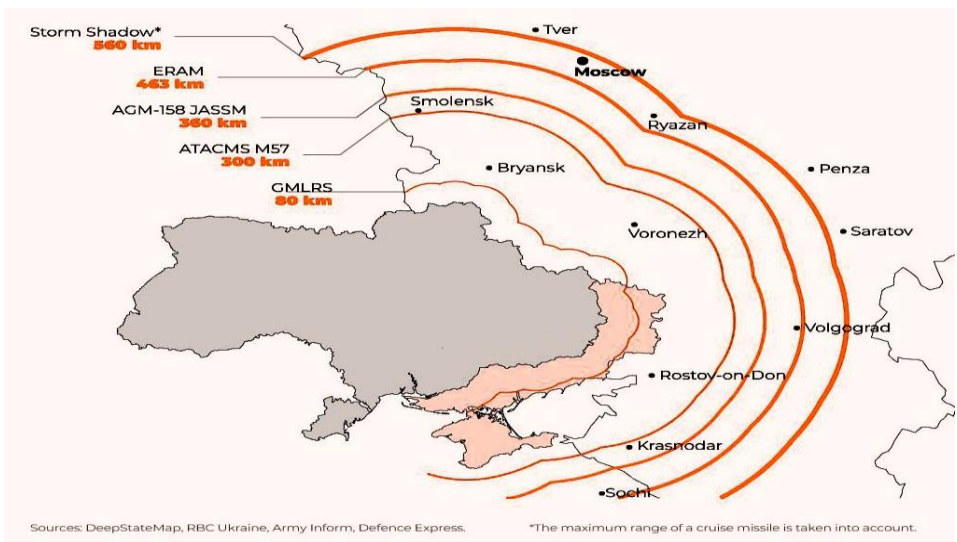 Storm Shadow*
560 km
ERAM
463 km
AGM-158 JASSM
360 km
ATACMS M57
300 km
GMLRS
80 km
Tver
Moscow
Smolensk
Ryazan
Bryansk
Penza
Voronezh
Saratov
Volgograd
Rostov-on-Don
Krasnodar
Sochi
Sources: DeepStateMap, RBC Ukraine, Army Inform, Defence Express.
*The maximum range of a cruise missile is taken into account.